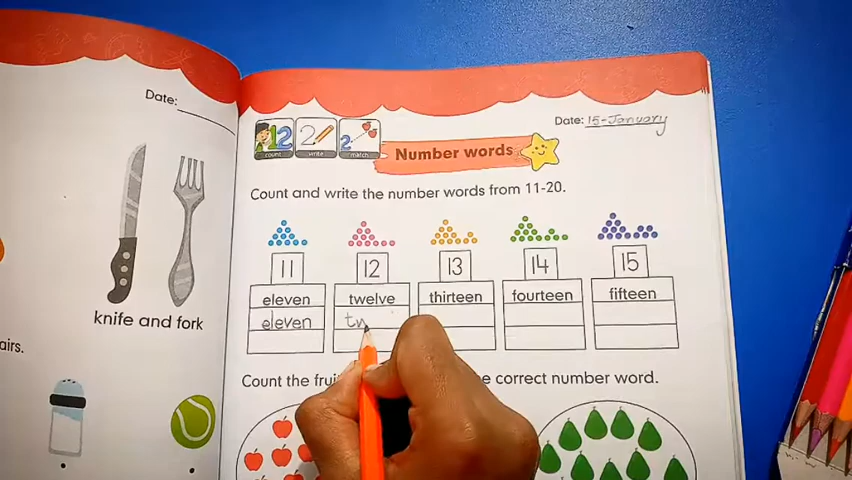 Date:
knife and fork
airs.
count
write
match
Date: 15-January
Number words
Count and write the number words from 11-20.
11 12 13 14 15
eleven twelve thirteen fourteen fifteen
eleven tw
Count the
e correct number word.